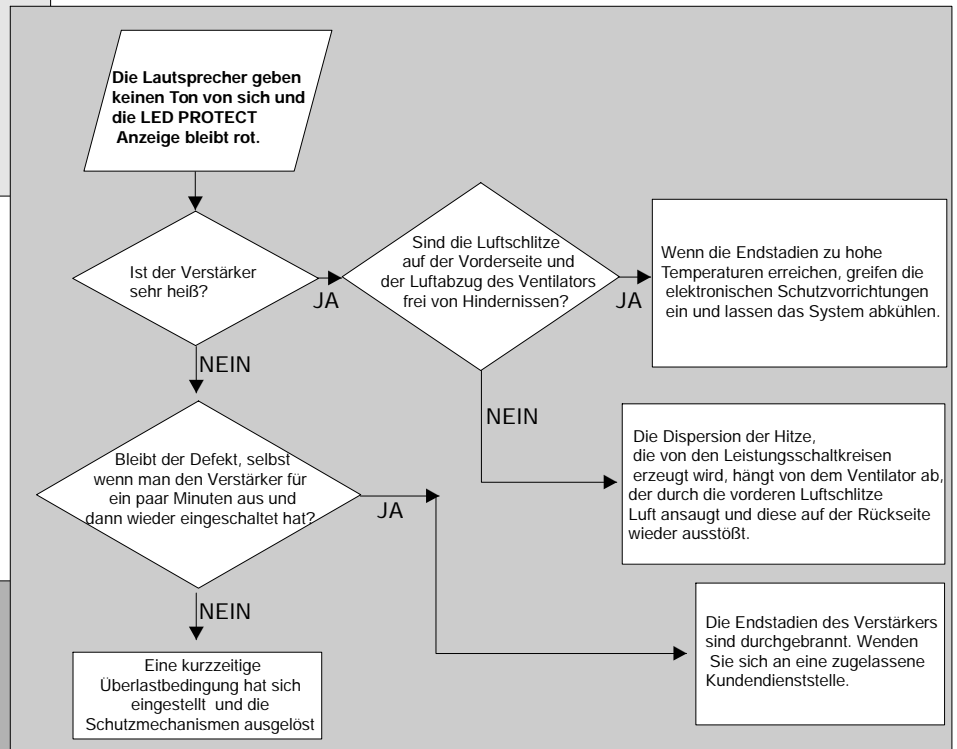 Die Lautsprecher geben
keinen Ton von sich und
die LED PROTECT
Anzeige bleibt rot.
Ist der Verstärker
sehr heiß?
JA
Sind die Luftschlitze
auf der Vorderseite und
der Luftabzug des Ventilators
frei von Hindernissen?
JA
Wenn die Endstadien zu hohe
Temperaturen erreichen, greifen die
elektronischen Schutzvorrichtungen
ein und lassen das System abkühlen.
NEIN
NEIN
Die Dispersion der Hitze,
die von den Leistungsschaltkreisen
erzeugt wird, hängt von dem Ventilator ab,
der durch die vorderen Luftschlitze
Luft ansaugt und diese auf der Rückseite
wieder ausstößt.
Bleibt der Defekt, selbst
wenn man den Verstärker für
ein paar Minuten aus und
dann wieder eingeschaltet hat?
JA
NEIN
Die Endstadien des Verstärkers
sind durchgebrannt. Wenden
Sie sich an eine zugelassene
Kundendienststelle.
Eine kurzzeitige
Überlastbedingung hat sich
eingestellt und die
Schutzmechanismen ausgelöst